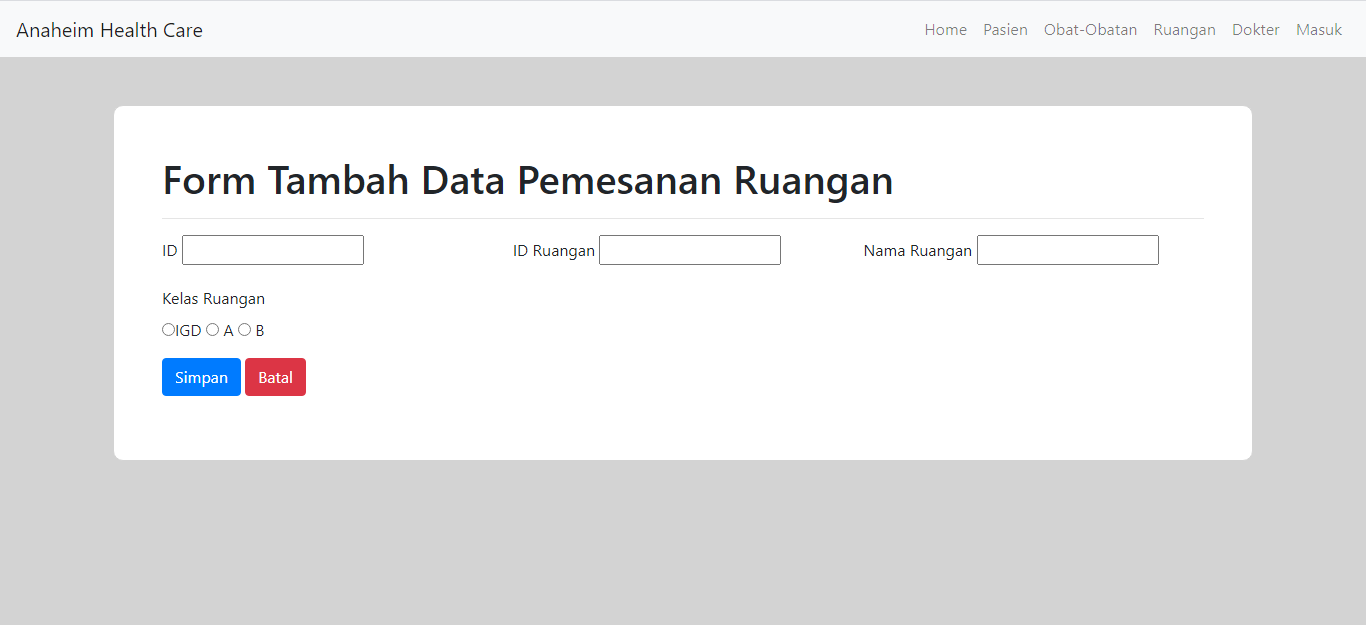 Anaheim Health Care Home Pasien Obat-Obatan Ruangan Dokter Masuk
Form Tambah Data Pemesanan Ruangan
ID ID Ruangan Nama Ruangan
Kelas Ruangan
IGD A B
Simpan Batal